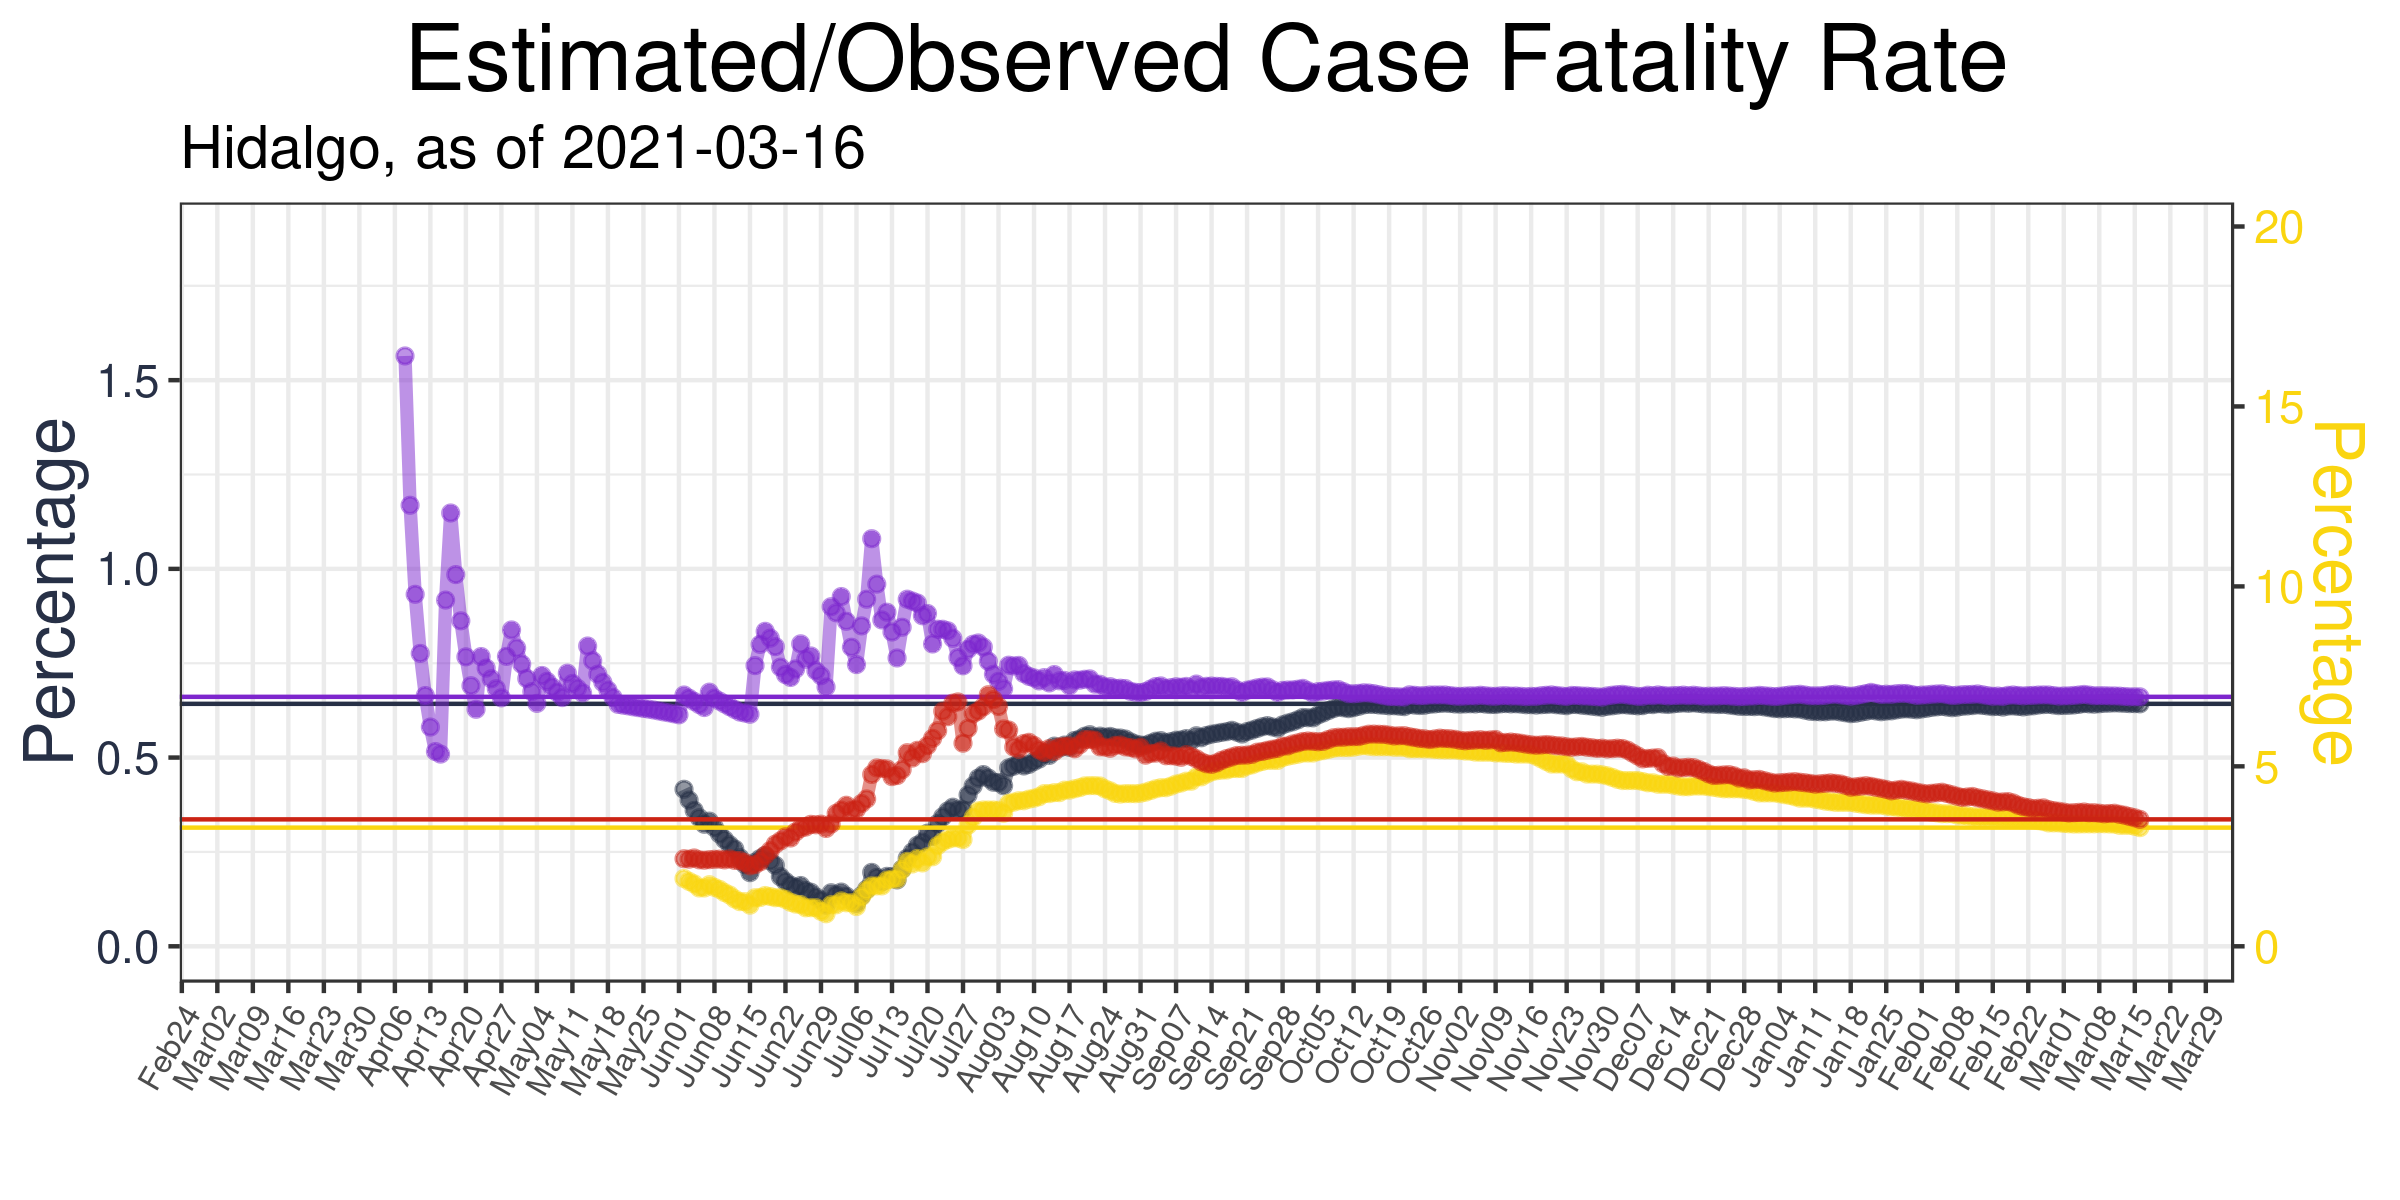 Estimated/Observed Case Fatality Rate
Hidalgo, as of 2021-03-16
Percentage
1.5
1.0
0.5
0.0
20
15
10
5
0
Percentage
Feb24
Mar02
Mar09
Mar16
Mar23
Mar30
Apr06
Apr13
Apr20
Apr27
May04
May11
May18
May25
Jun01
Jun08
Jun15
Jun22
Jun29
Jul06
Jul13
Jul20
Jul27
Aug03
Aug10
Aug17
Aug24
Aug31
Sep07
Sep14
Sep21
Sep28
Oct05
Oct12
Oct19
Oct26
Nov02
Nov09
Nov16
Nov23
Nov30
Dec07
Dec14
Dec21
Dec28
Jan04
Jan11
Jan18
Jan25
Feb01
Feb08
Feb15
Feb22
Mar01
Mar08
Mar15
Mar22
Mar29